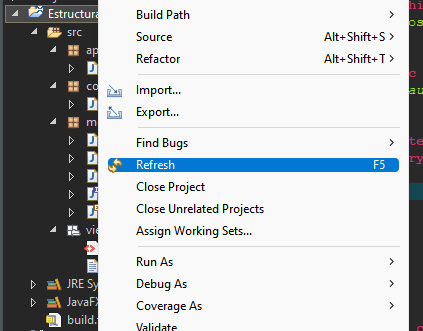 Estructura
src
ap
co
m
vie
JRE Sy
JavaFX
build.
Build Path
Source Alt+Shift+S
Refactor Alt+Shift+T
Import...
Export...
Find Bugs
Refresh F5
Close Project
Close Unrelated Projects
Assign Working Sets...
Run As
Debug As
Coverage As
Validate